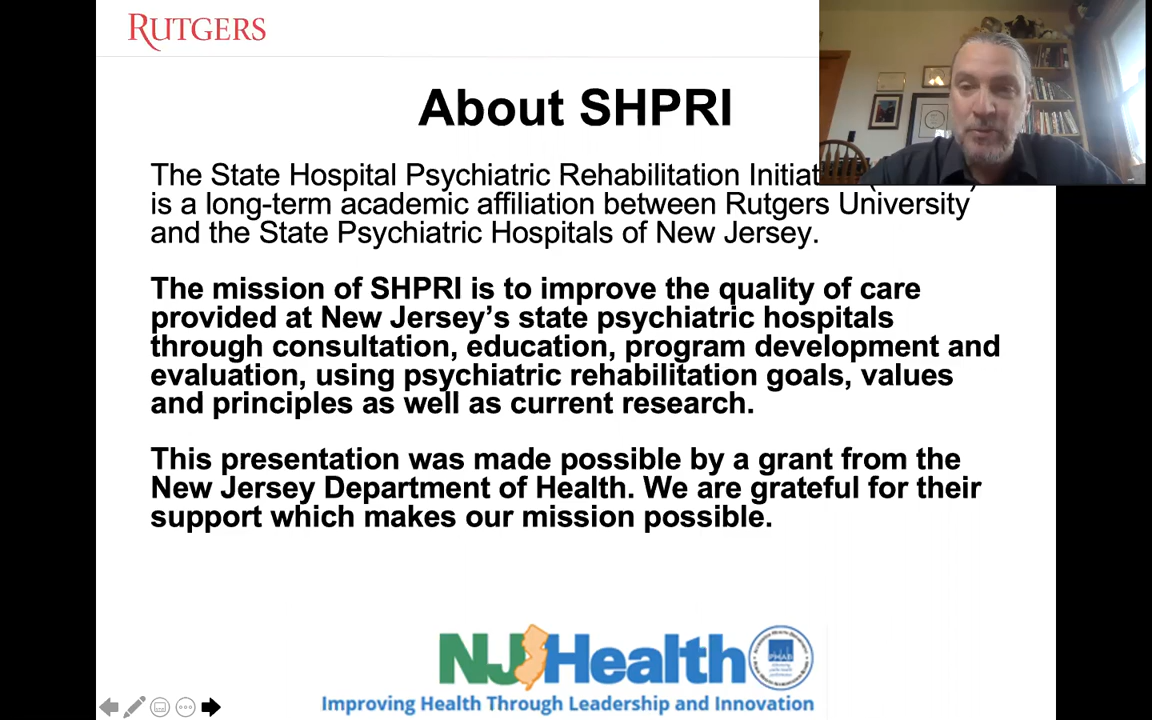 RUTGERS
About SHPRI
The State Hospital Psychiatric Rehabilitation
is a long-term academic affiliation between Rutgers University
and the State Psychiatric Hospitals of New Jersey.
The mission of SHPRI is to improve the quality of care
provided at New Jersey’s state psychiatric hospitals
through consultation, education, program development and
evaluation, using psychiatric rehabilitation goals, values
and principles as well as current research.
This presentation was made possible by a grant from the
New Jersey Department of Health. We are grateful for their
support which makes our mission possible.
NJHealth
PHAB
Improving Health Through Leadership and Innovation